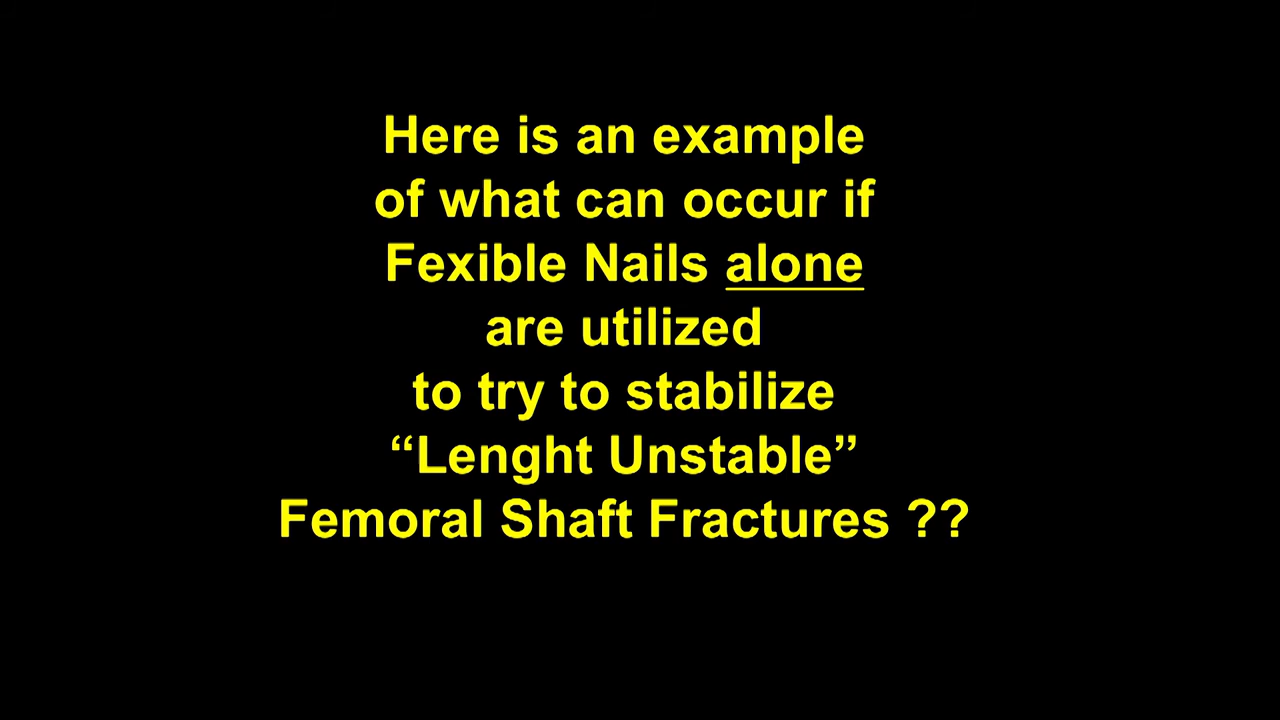 Here is an example
of what can occur if
Fexible Nails alone
are utilized
to try to stabilize
“Lenght Unstable”
Femoral Shaft Fractures ??